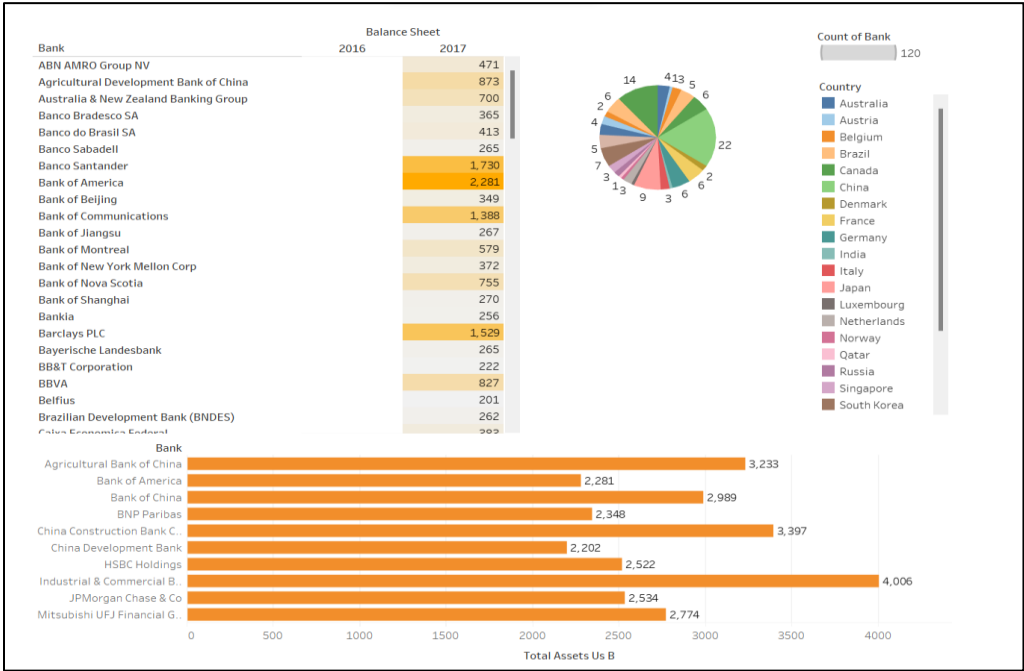 Balance Sheet
Bank 2016 2017
ABN AMRO Group NV 471
Agricultural Development Bank of China 873
Australia & New Zealand Banking Group 700
Banco Bradesco SA 365
Banco do Brasil SA 413
Banco Sabadell 265
Banco Santander 1,730
Bank of America 2,281
Bank of Beijing 349
Bank of Communications 1,388
Bank of Jiangsu 267
Bank of Montreal 579
Bank of New York Mellon Corp 372
Bank of Nova Scotia 755
Bank of Shanghai 270
Bankia 256
Barclays PLC 1,529
Bayerische Landesbank 265
BB&T Corporation 222
BBVA 827
Belfius 201
Brazilian Development Bank (BNDES) 262
Caixa Economica Federal 383
14
4
1
3
5
6
22
2
6
6
3
9
3
1
3
7
5
4
2
6
Count of Bank
120
Country
Australia
Austria
Belgium
Brazil
Canada
China
Denmark
France
Germany
India
Italy
Japan
Luxembourg
Netherlands
Norway
Qatar
Russia
Singapore
South Korea
Bank
Agricultural Bank of China 3,233
Bank of America 2,281
Bank of China 2,989
BNP Paribas 2,348
China Construction Bank C.. 3,397
China Development Bank 2,202
HSBC Holdings 2,522
Industrial & Commercial B.. 4,006
JPMorgan Chase & Co 2,534
Mitsubishi UFJ Financial G.. 2,774
0 500 1000 1500 2000 2500 3000 3500 4000
Total Assets Us B